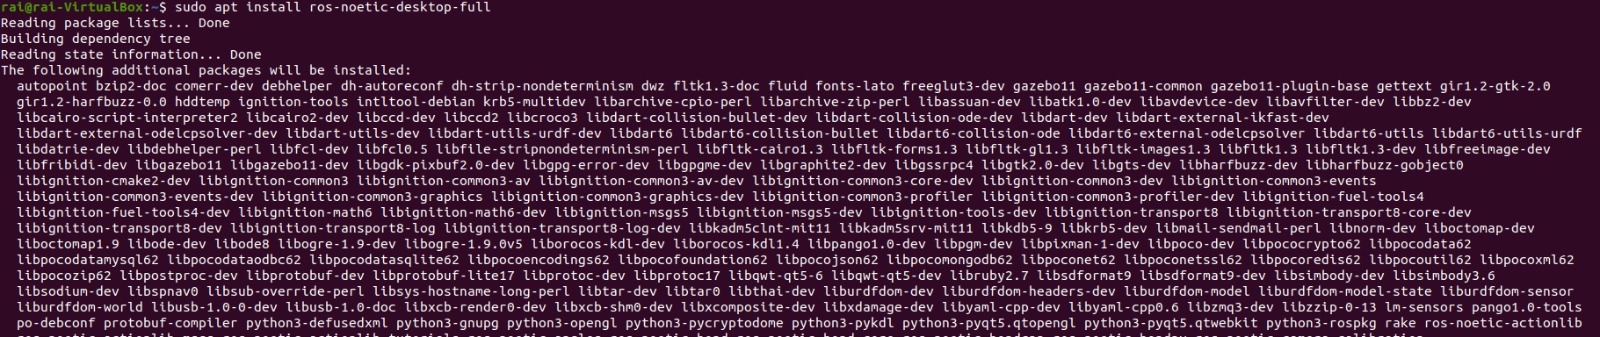 rai@rai-VirtualBox:~$ sudo apt install ros-noetic-desktop-full
Reading package lists... Done
Building dependency tree
Reading state information... Done
The following additional packages will be installed:
autopoint bzip2-doc comerr-dev debhelper dh-autoreconf dh-strip-nondeterminism dwz fltk1.3-doc fluid fonts-lato freeglut3-dev gazebo11 gazebo11-common gazebo11-plugin-base gettext gir1.2-gtk-2.0
gir1.2-harfbuzz-0.0 hddtemp ignition-tools intltool-debian krb5-multidev libarchive-cpio-perl libarchive-zip-perl libassuan-dev libatk1.0-dev libavdevice-dev libavfilter-dev libbz2-dev
libcairo-script-interpreter2 libcairo2-dev libccd-dev libccd2 libcroco3 libdart-collision-bullet-dev libdart-collision-ode-dev libdart-dev libdart-external-ikfast-dev
libdart-external-odelcpsolver-dev libdart-utils-dev libdart-utils-urdf-dev libdart6 libdart6-collision-bullet libdart6-collision-ode libdart6-external-odelcpsolver libdart6-utils libdart6-utils-urdf
libdatrie-dev libdebhelper-perl libfcl-dev libfcl0.5 libfile-stripnondeterminism-perl libfltk-cairo1.3 libfltk-forms1.3 libfltk-gl1.3 libfltk-images1.3 libfltk1.3 libfltk1.3-dev libfreeimage-dev
libfribidi-dev libgazebo11 libgazebo11-dev libgdk-pixbuf2.0-dev libgpg-error-dev libgpgme-dev libgraphite2-dev libgssrpc4 libgtk2.0-dev libgts-dev libharfbuzz-dev libharfbuzz-gobject0
libignition-cmake2-dev libignition-common3 libignition-common3-av libignition-common3-av-dev libignition-common3-core-dev libignition-common3-dev libignition-common3-events
libignition-common3-events-dev libignition-common3-graphics libignition-common3-graphics-dev libignition-common3-profiler libignition-common3-profiler-dev libignition-fuel-tools4
libignition-fuel-tools4-dev libignition-math6 libignition-math6-dev libignition-msgs5 libignition-msgs5-dev libignition-tools-dev libignition-transport8 libignition-transport8-core-dev
libignition-transport8-dev libignition-transport8-log libignition-transport8-log-dev libkadm5clnt-mit11 libkadm5srv-mit11 libkdb5-9 libkrb5-dev libmail-sendmail-perl libnorm-dev liboctomap-dev
liboctomap1.9 libode-dev libode8 libogre-1.9-dev libogre-1.9.0v5 liborocos-kdl-dev liborocos-kdl1.4 libpango1.0-dev libpgm-dev libpixman-1-dev libpoco-dev libpococrypto62 libpocodata62
libpocodatamysql62 libpocodataodbc62 libpocodatasqlite62 libpocoencodings62 libpocofoundation62 libpocojson62 libpocomongodb62 libpoconet62 libpoconetssl62 libpocoredis62 libpocoutil62 libpocoxml62
libpocozip62 libpostproc-dev libprotobuf-dev libprotobuf-lite17 libprotoc-dev libprotoc17 libqwt-qt5-6 libqwt-qt5-dev libruby2.7 libsdformat9 libsdformat9-dev libsimbody-dev libsimbody3.6
libsodium-dev libspnav0 libsub-override-perl libsys-hostname-long-perl libtar-dev libtar0 libthai-dev liburdfdom-dev liburdfdom-headers-dev liburdfdom-model liburdfdom-model-state liburdfdom-sensor
liburdfdom-world libusb-1.0-0-dev libusb-1.0-doc libxcb-render0-dev libxcb-shm0-dev libxcomposite-dev libxdamage-dev libyaml-cpp-dev libyaml-cpp0.6 libzmq3-dev libzzip-0-13 lm-sensors pango1.0-tools
po-debconf protobuf-compiler python3-defusedxml python3-gnupg python3-opengl python3-pycryptodome python3-pykdl python3-pyqt5.qtopengl python3-pyqt5.qtwebkit python3-rospkg rake ros-noetic-actionlib